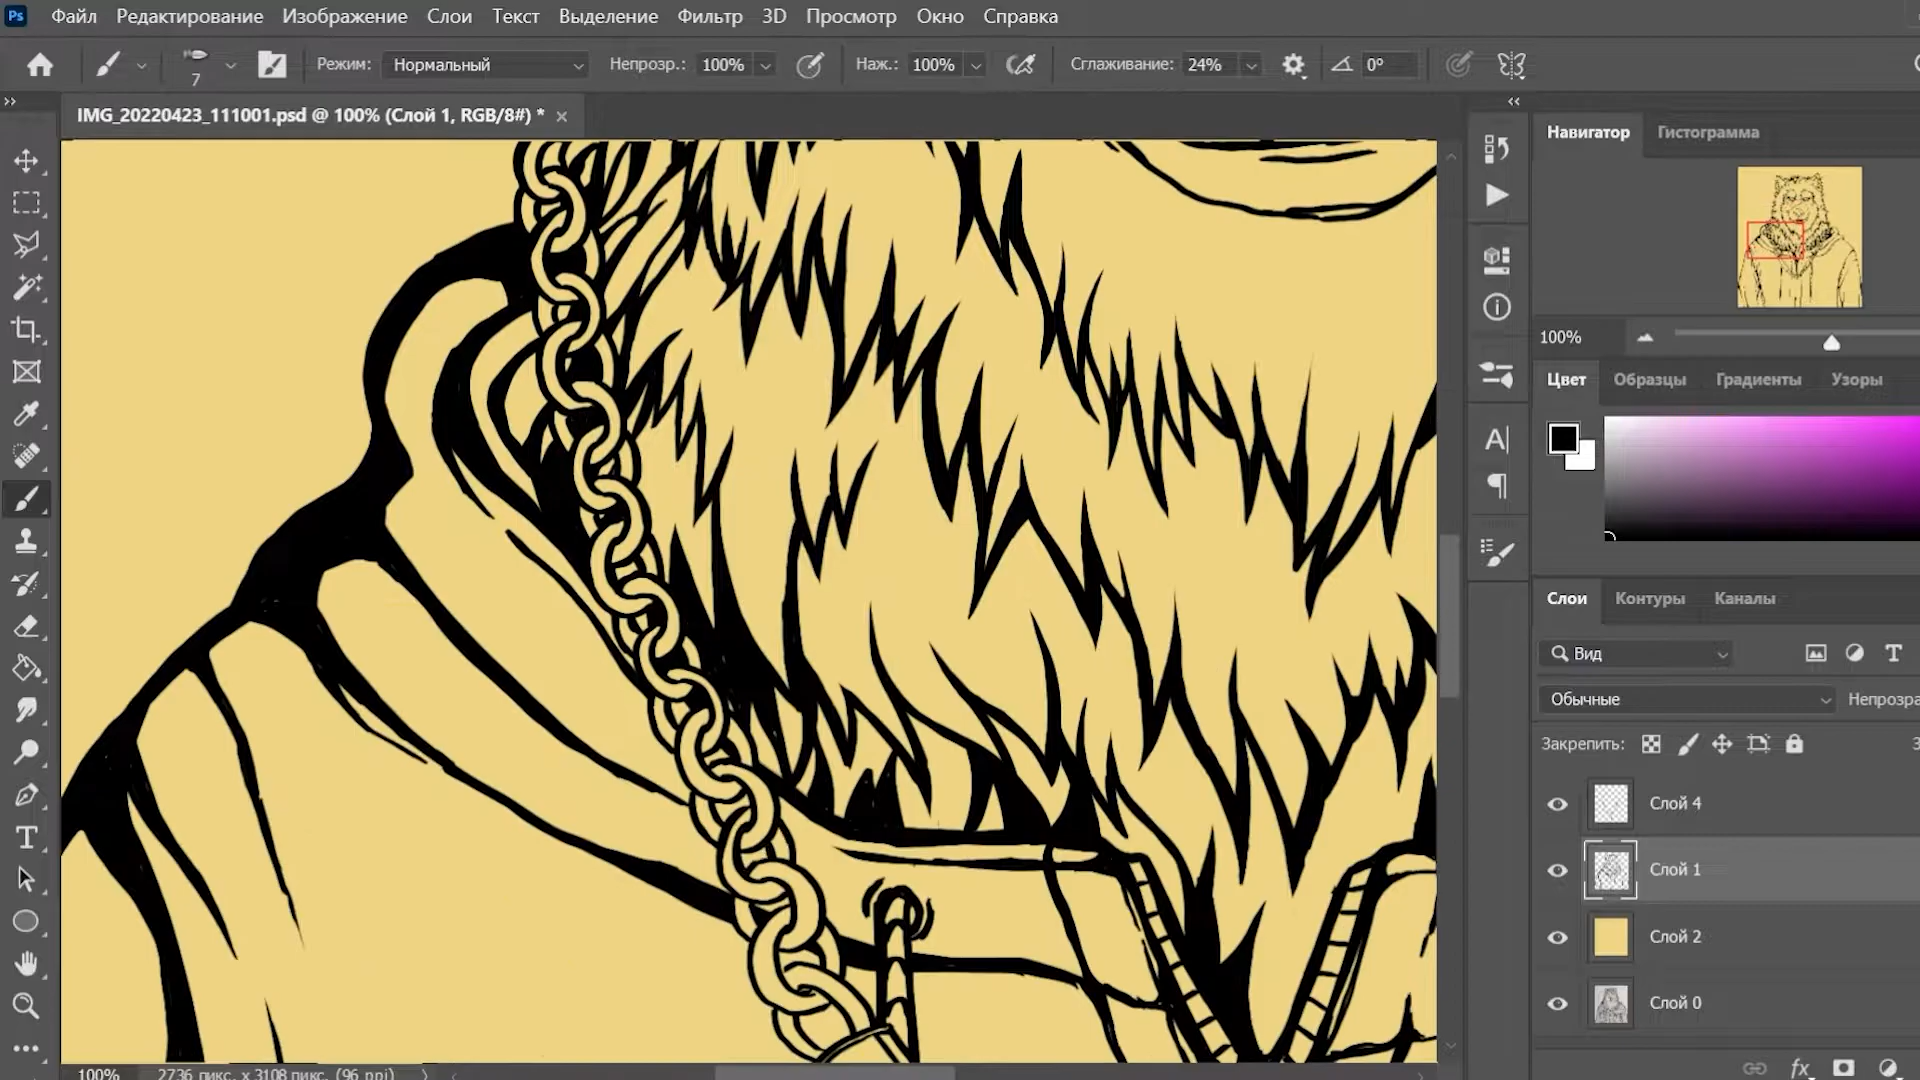 Ps Файл Редактирование Изображение Слои Текст Выделение Фильтр 3D Просмотр Окно Справка
7 Режим: Нормальный Непрозр.: 100% Наж.: 100% Сглаживание: 24% 0°
IMG_20220423_111001.psd @ 100% (Слой 1, RGB/8#) *
Навигатор Гистограмма
100%
Цвет Образцы Градиенты Узоры
Слои Контуры Каналы
Вид
Обычные Непрозра
Закрепить:
Слой 4
Слой 1
Слой 2
Слой 0
fx
100% 2736 пикс. x 3108 пикс. (96 ppi)